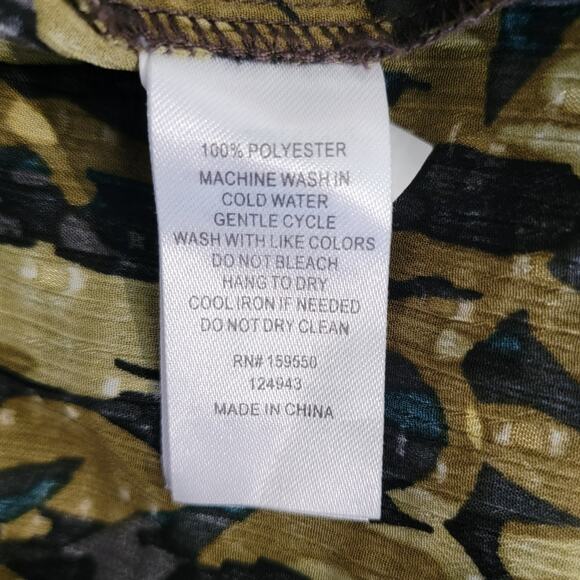 100% POLYESTER
MACHINE WASH IN
COLD WATER
GENTLE CYCLE
WASH WITH LIKE COLORS
DO NOT BLEACH
HANG TO DRY
COOL IRON IF NEEDED
DO NOT DRY CLEAN
RN# 159550
124943
MADE IN CHINA